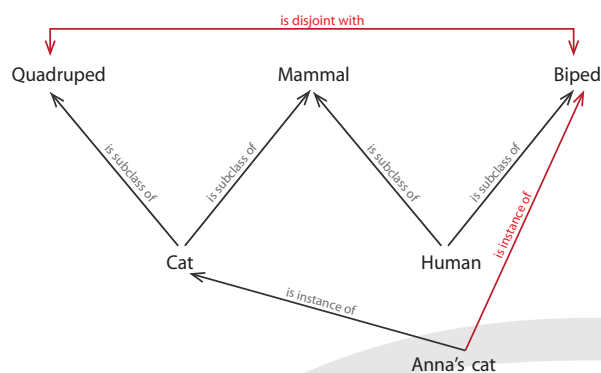 is disjoint with
Quadruped Mammal Biped
is subclass of
is subclass of
is subclass of
is subclass of
is instance of
Cat Human
is instance of
Anna's cat